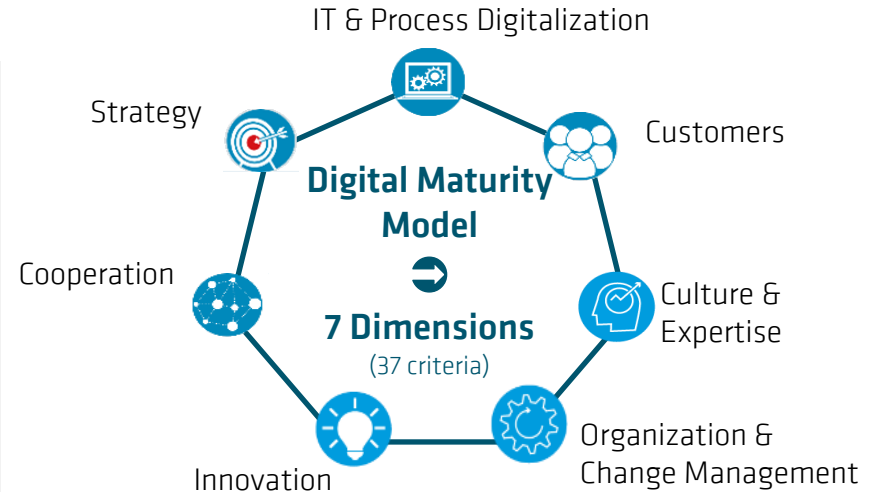 IT & Process Digitalization
Strategy
Customers
Digital Maturity
Model
Cooperation
Culture &
Expertise
7 Dimensions
(37 criteria)
Organization &
Change Management
Innovation